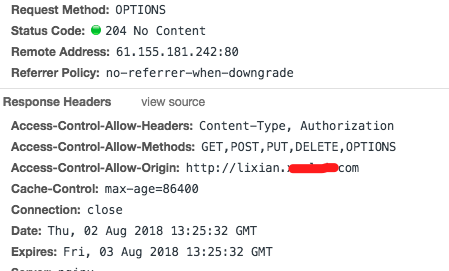 Request Method: OPTIONS
Status Code: 204 No Content
Remote Address: 61.155.181.242:80
Referrer Policy: no-referrer-when-downgrade
Response Headers view source
Access-Control-Allow-Headers: Content-Type, Authorization
Access-Control-Allow-Methods: GET,POST,PUT,DELETE,OPTIONS
Access-Control-Allow-Origin: http://lixian. com
Cache-Control: max-age=86400
Connection: close
Date: Thu, 02 Aug 2018 13:25:32 GMT
Expires: Fri, 03 Aug 2018 13:25:32 GMT